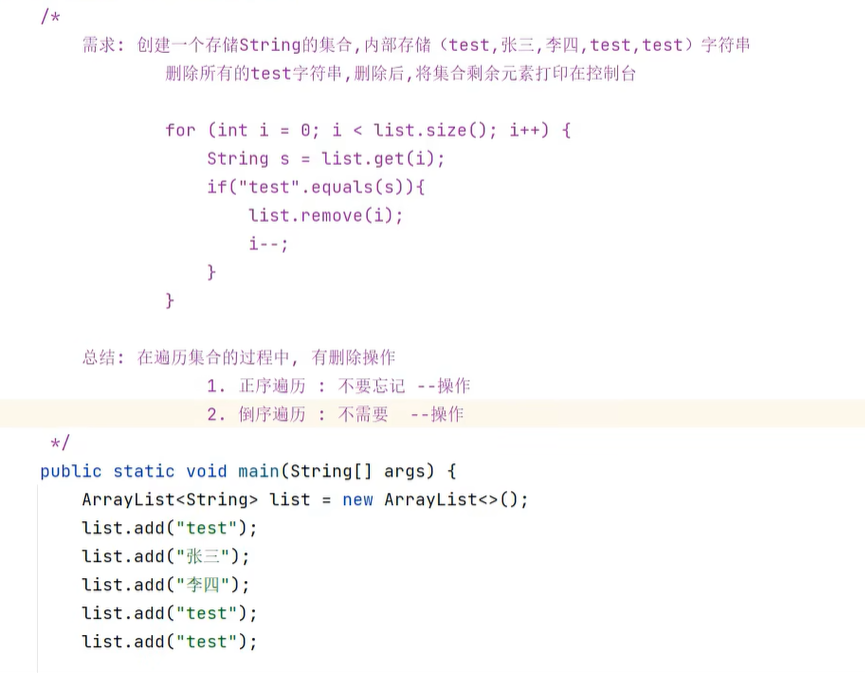 /*
需求: 创建一个存储String的集合,内部存储（test,张三,李四,test,test）字符串
删除所有的test字符串,删除后,将集合剩余元素打印在控制台
for (int i = 0; i < list.size(); i++) {
String s = list.get(i);
if("test".equals(s)){
list.remove(i);
i--;
}
}
总结: 在遍历集合的过程中, 有删除操作
1. 正序遍历 : 不要忘记 --操作
2. 倒序遍历 : 不需要 --操作
*/
public static void main(String[] args) {
ArrayList<String> list = new ArrayList<>();
list.add("test");
list.add("张三");
list.add("李四");
list.add("test");
list.add("test");